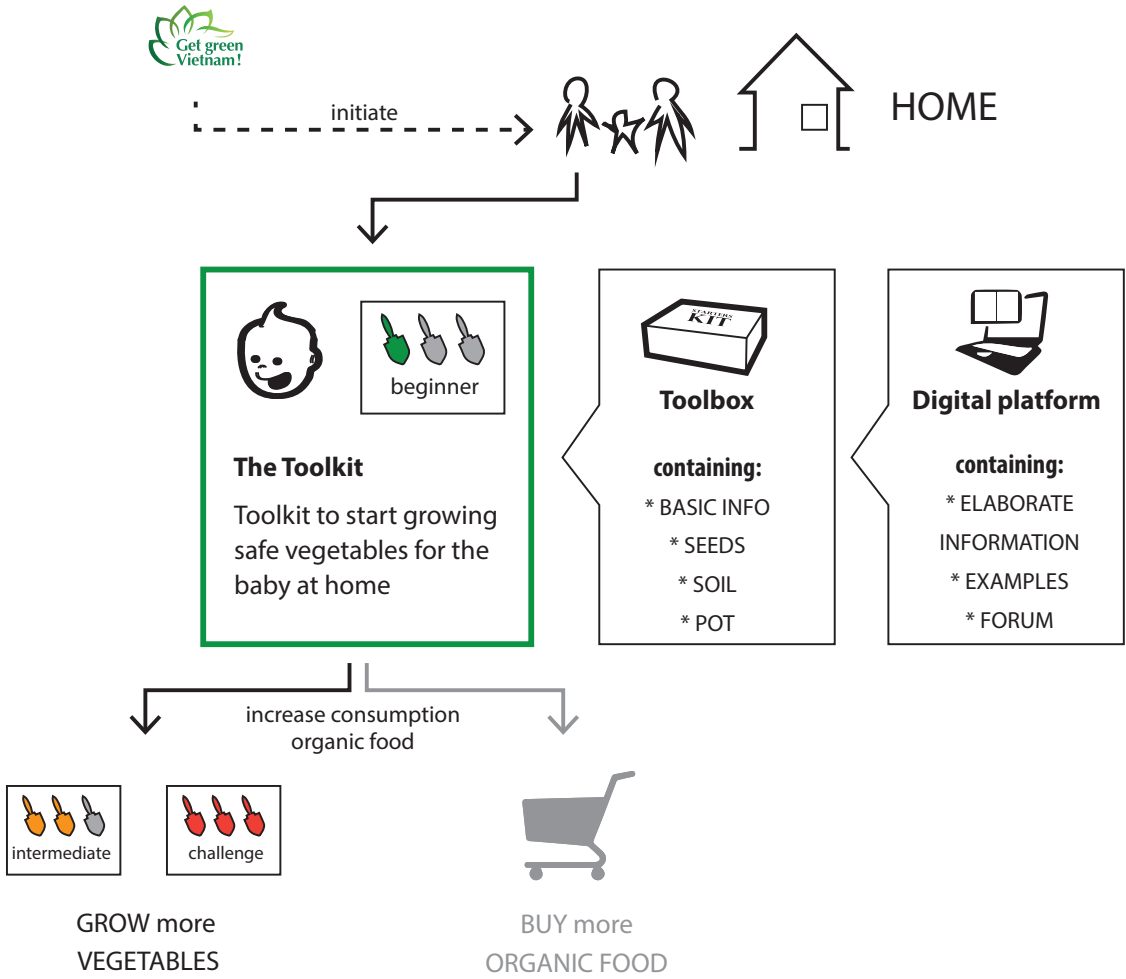 Get green
Vietnam!
initiate
HOME
beginner
The Toolkit
Toolkit to start growing
safe vegetables for the
baby at home
STARTERS
KIT
Toolbox
containing:
* BASIC INFO
* SEEDS
* SOIL
* POT
Digital platform
containing:
* ELABORATE
INFORMATION
* EXAMPLES
* FORUM
increase consumption
organic food
intermediate
challenge
GROW more
VEGETABLES
BUY more
ORGANIC FOOD